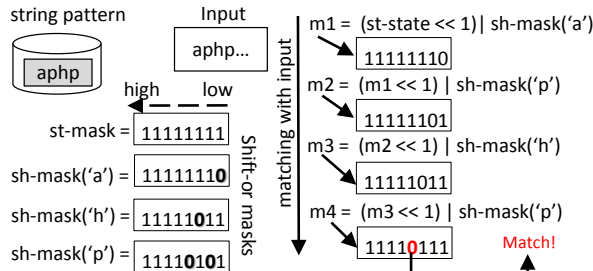 string pattern
aphp
Input
aphp...
high low
st-mask = 11111111
sh-mask('a') = 11111110
sh-mask('h') = 11111011
sh-mask('p') = 11110101
Shift-or masks
matching with input
m1 = (st-state << 1)| sh-mask('a')
11111110
m2 = (m1 << 1) | sh-mask('p')
11111101
m3 = (m2 << 1) | sh-mask('h')
11111011
m4 = (m3 << 1) | sh-mask('p')
11110111
Match!